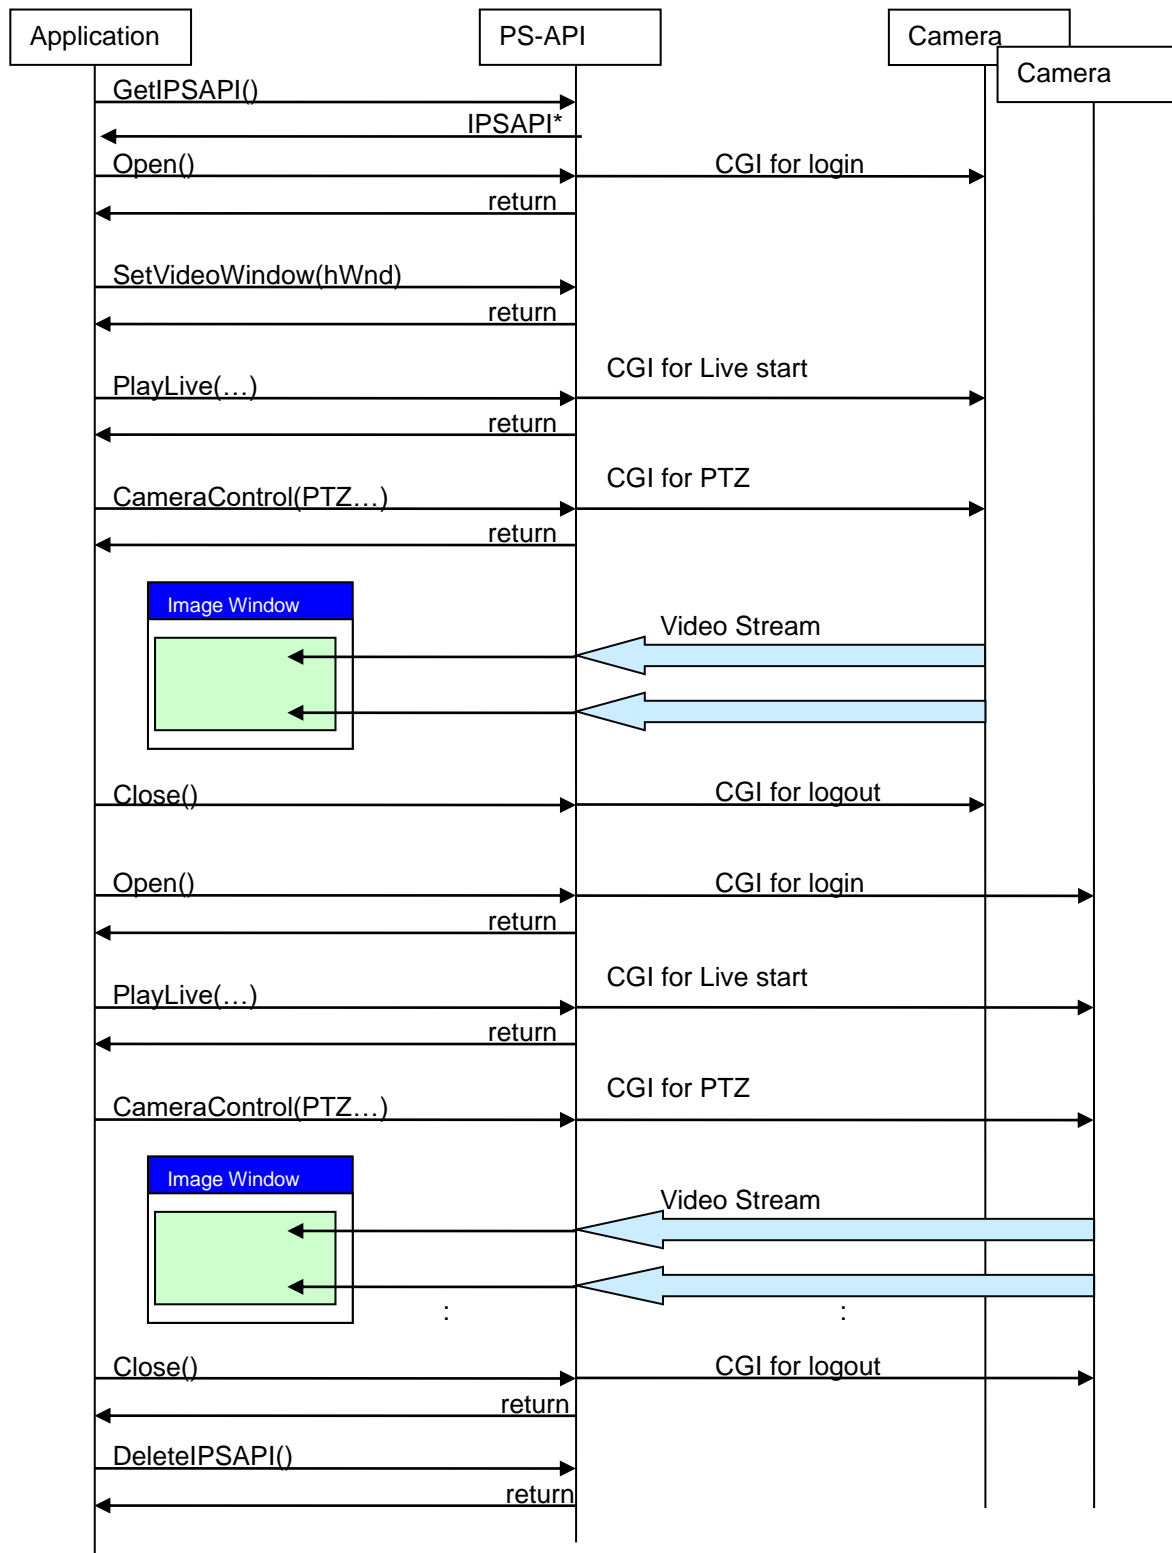 Application
PS-API
Camera
Camera
GetIPSAPI()
IPSAPI*
Open()
CGI for login
return
SetVideoWindow(hWnd)
return
CGI for Live start
PlayLive(…)
return
CGI for PTZ
CameraControl(PTZ…)
return
Image Window
Video Stream
Close()
CGI for logout
Open()
CGI for login
return
CGI for Live start
PlayLive(…)
return
CGI for PTZ
CameraControl(PTZ…)
Image Window
Video Stream
:
:
Close()
CGI for logout
return
DeleteIPSAPI()
return